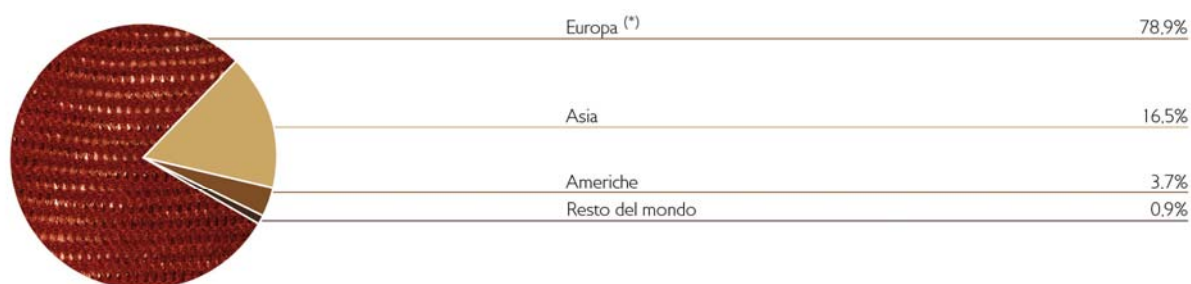 Europa (*) 78,9%
Asia 16,5%
Americhe 3,7%
Resto del mondo 0,9%